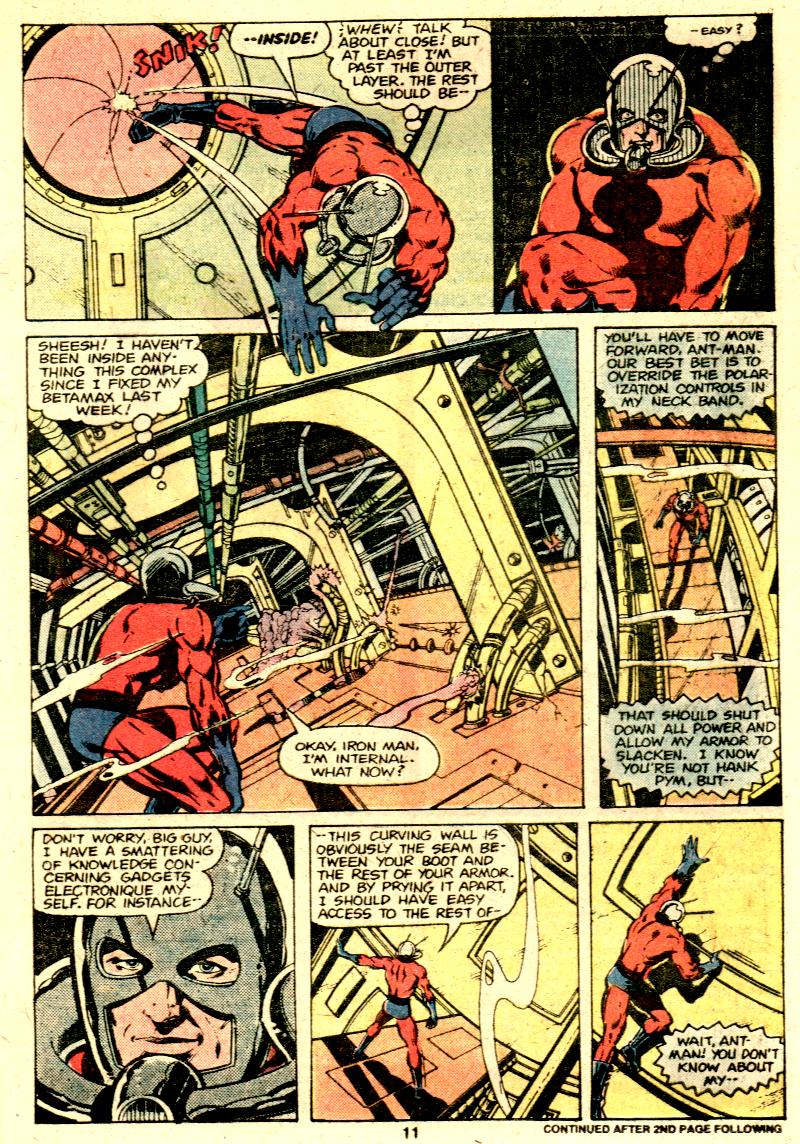 SNIK!
--INSIDE!
:WHEW: TALK
ABOUT CLOSE! BUT
AT LEAST I'M
PAST THE OUTER
LAYER. THE REST
SHOULD BE--
--EASY?
SHEESH! I HAVEN'T
BEEN INSIDE ANY-
THING THIS COMPLEX
SINCE I FIXED MY
BETAMAX LAST
WEEK!
OKAY, IRON MAN,
I'M INTERNAL.
WHAT NOW?
YOU'LL HAVE TO MOVE
FORWARD, ANT-MAN.
OUR BEST BET IS TO
OVERRIDE THE POLAR-
IZATION CONTROLS IN
MY NECK BAND.
THAT SHOULD SHUT
DOWN ALL POWER AND
ALLOW MY ARMOR TO
SLACKEN. I KNOW
YOU'RE NOT HANK
PYM, BUT--
DON'T WORRY, BIG GUY,
I HAVE A SMATTERING
OF KNOWLEDGE CON-
CERNING GADGETS
ELECTRONIQUE MY-
SELF. FOR INSTANCE--
--THIS CURVING WALL IS
OBVIOUSLY THE SEAM BE-
TWEEN YOUR BOOT AND
THE REST OF YOUR ARMOR.
AND BY PRYING IT APART,
I SHOULD HAVE EASY
ACCESS TO THE REST OF--
WAIT, ANT-
MAN! YOU DON'T
KNOW ABOUT
MY--
11
CONTINUED AFTER 2ND PAGE FOLLOWING